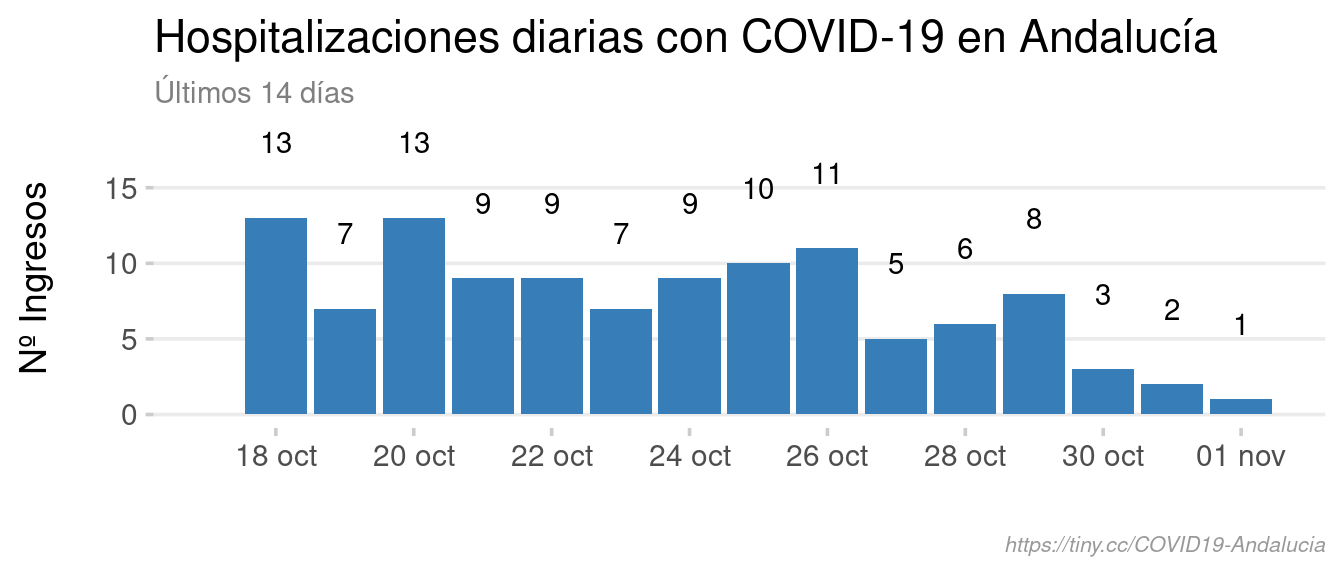 Hospitalizaciones diarias con COVID-19 en Andalucía
Últimos 14 días
13 7 13 9 9 7 9 10 11 5 6 8 3 2 1
Nº Ingresos
15
10
5
0
18 oct 20 oct 22 oct 24 oct 26 oct 28 oct 30 oct 01 nov
https://tiny.cc/COVID19-Andalucia